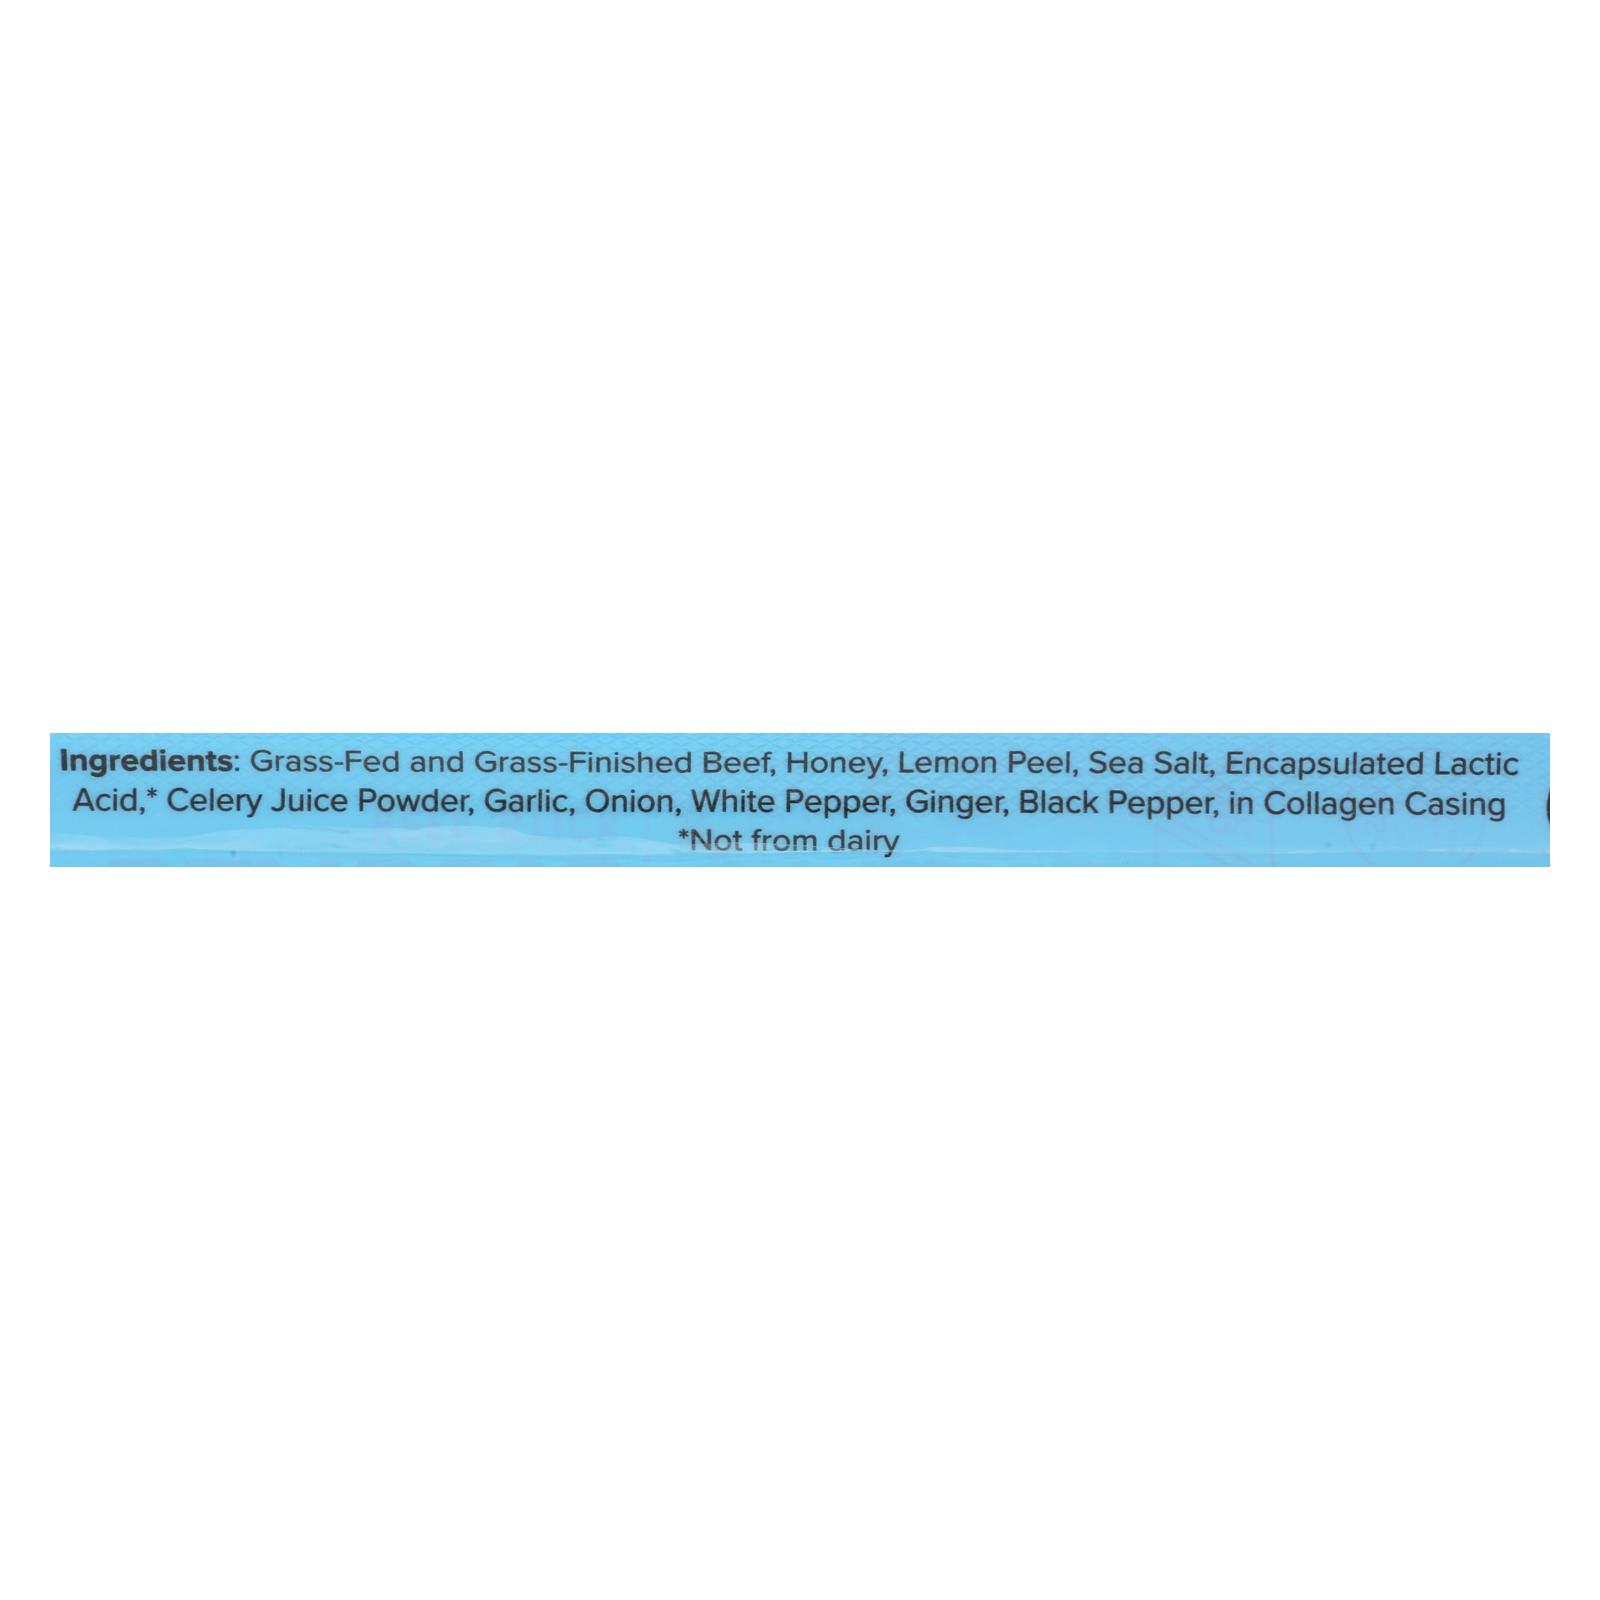 Ingredients: Grass-Fed and Grass-Finished Beef, Honey, Lemon Peel, Sea Salt, Encapsulated Lactic
Acid,* Celery Juice Powder, Garlic, Onion, White Pepper, Ginger, Black Pepper, in Collagen Casing
*Not from dairy